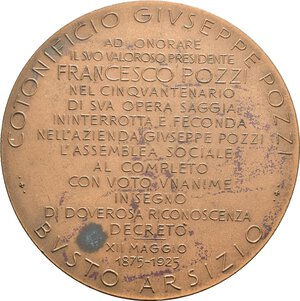 COTONIFICIO GIVSEPPE POZZI
AD ONORARE
IL SVO VALOROSO PRESIDENTE
FRANCESCO POZZI
NEL CINQVANTENARIO
DI SVA OPERA SAGGIA
ININTERROTTA E FECONDA
NELL'AZIENDA GIVSEPPE POZZI
L'ASSEMBLEA SOCIALE
AL COMPLETO
CON VOTO VNANIME
IN SEGNO
DI DOVEROSA RICONOSCENZA
DECRETO
XII MAGGIO
1875-1925
BVSTO ARSIZIO